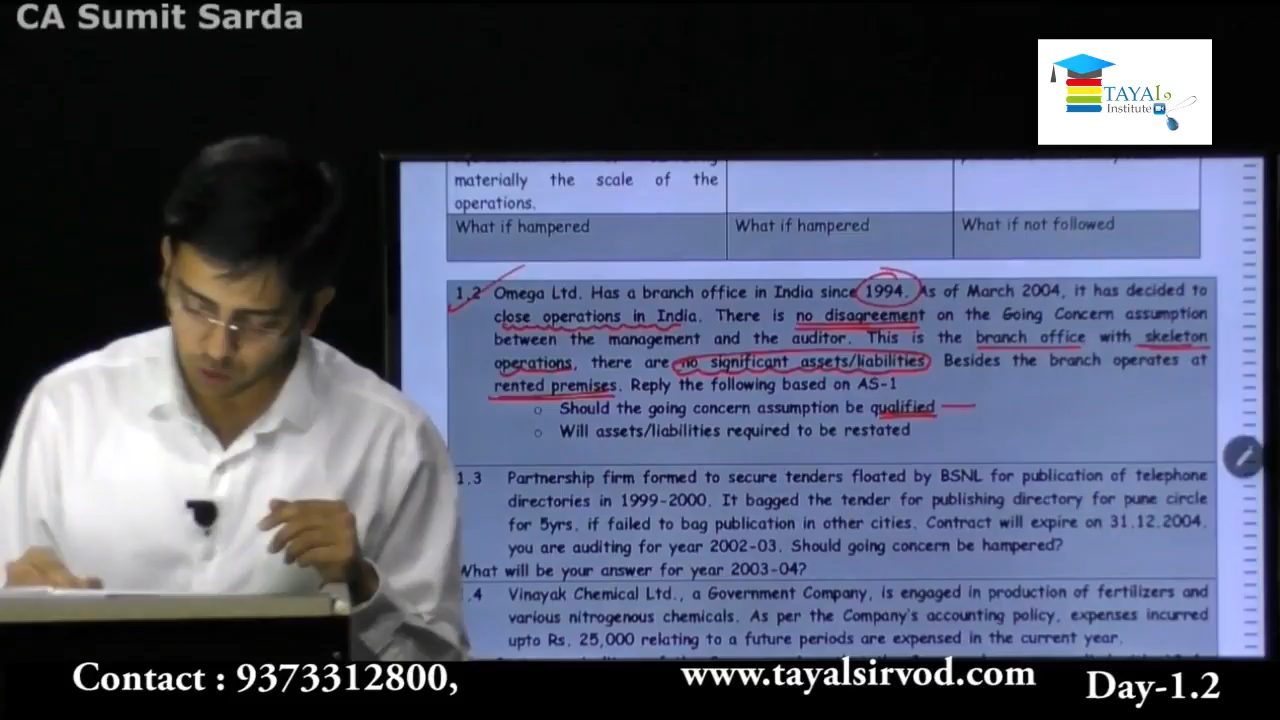 CA Sumit Sarda
TAYAl's
Institute
materially the scale of the
operations.
What if hampered
What if hampered
What if not followed
1.2 Omega Ltd. Has a branch office in India since 1994. As of March 2004, it has decided to
close operations in India. There is no disagreement on the Going Concern assumption
between the management and the auditor. This is the branch office with skeleton
operations, there are no significant assets/liabilities Besides the branch operates at
rented premises. Reply the following based on AS-1
o Should the going concern assumption be qualified
o Will assets/liabilities required to be restated
1.3 Partnership firm formed to secure tenders floated by BSNL for publication of telephone
directories in 1999-2000. It bagged the tender for publishing directory for pune circle
for 5yrs. if failed to bag publication in other cities. Contract will expire on 31.12.2004.
you are auditing for year 2002-03. Should going concern be hampered?
What will be your answer for year 2003-04?
1.4 Vinayak Chemical Ltd., a Government Company, is engaged in production of fertilizers and
various nitrogenous chemicals. As per the Company's accounting policy, expenses incurred
upto Rs. 25,000 relating to a future periods are expensed in the current year.
Contact : 9373312800,
www.tayalsirvod.com
Day-1.2